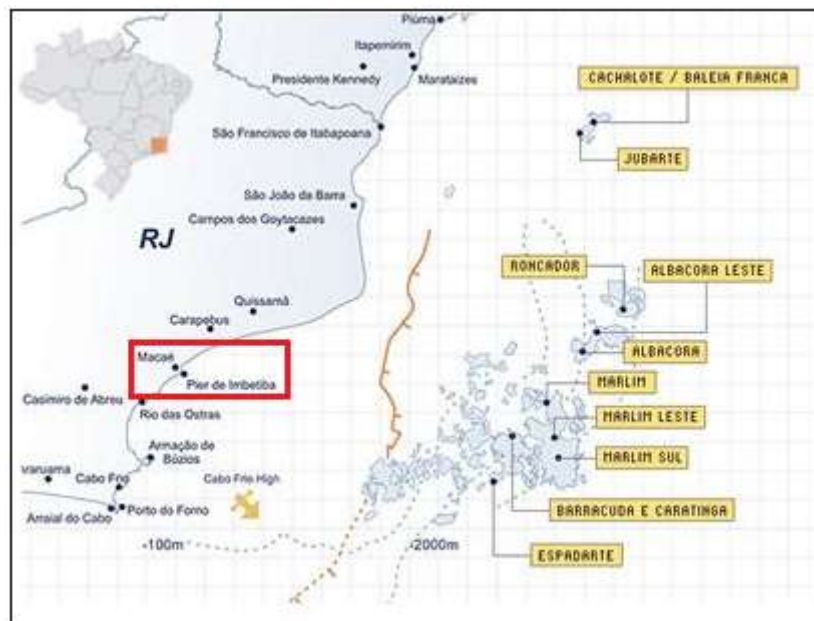 Piúma
Itapemirim
Presidente Kennedy
Marataizes
CACHALOTE / BALEIA FRANCA
São Francisco de Itabapoana
JUBARTE
São João da Barra
Campos dos Goytacazes
RJ
RONCADOR
ALBACORA LESTE
Quissamã
Carapebus
Macaé
ALBACORA
Pier de Imbetiba
MARLIM
Casimiro de Abreu
Rio das Ostras
MARLIM LESTE
Armação de
Búzios
MARLIM SUL
Cabo Frio
Cabo Frio High
Arraial do Cabo
Porto do Forno
BARRACUDA E CARATINGA
-100m
-2000m
ESPADARTE